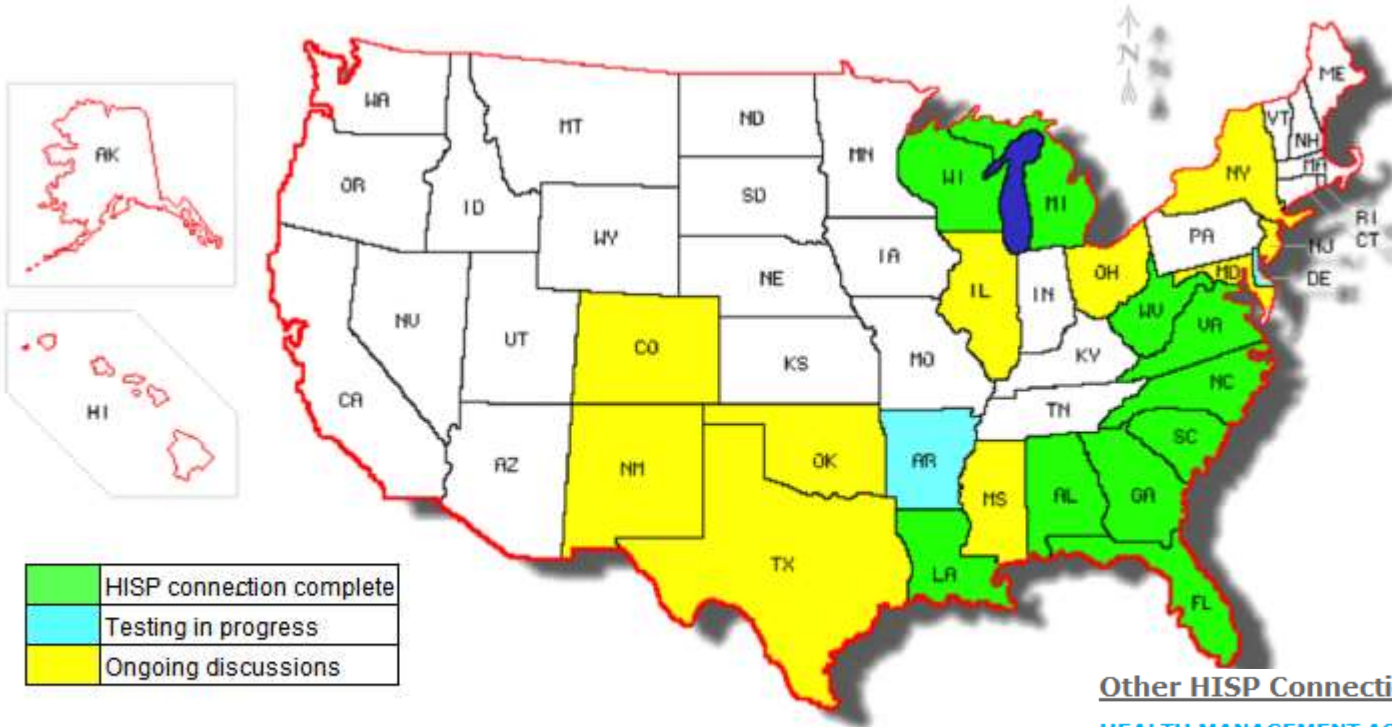 N
ME
WA
MT
ND
VT
NH
AK
MN
MA
OR
ID
SD
WI
MI
NY
RI
WY
CT
PA
IA
NJ
NE
OH
MD
DE
IL
IN
NV
UT
WV
VA
CO
KS
MO
KY
CA
NC
HI
TN
SC
AZ
NM
OK
AR
MS
AL
GA
TX
LA
FL
HISP connection complete
Testing in progress
Ongoing discussions
Other HISP Connecti